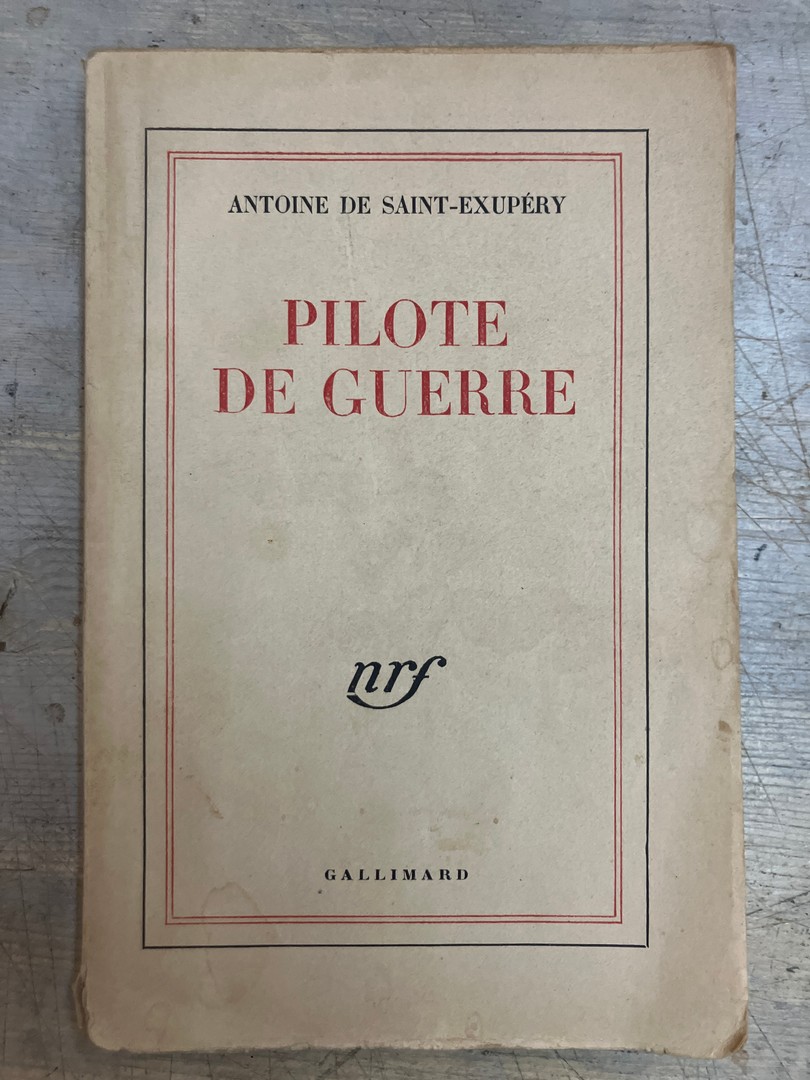 ANTOINE DE SAINT-EXUPÉRY
PILOTE
DE GUERRE
nrf
GALLIMARD